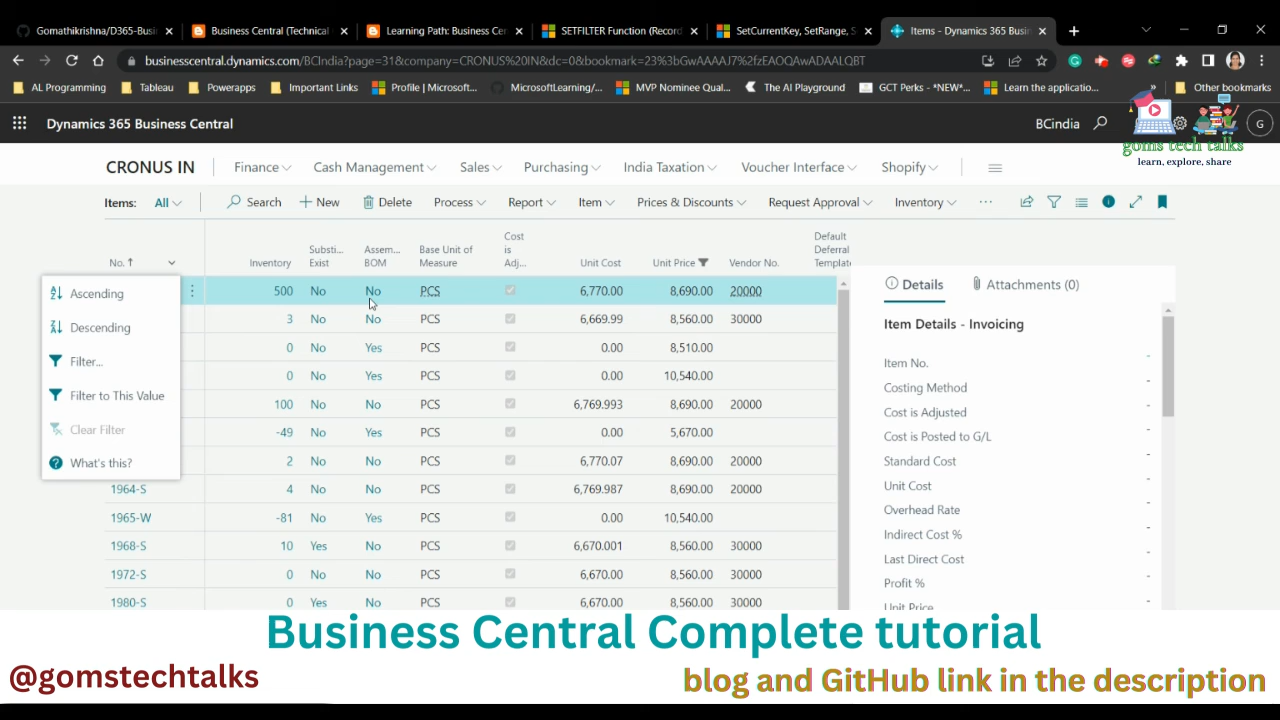 Gomathikrishna/D365-Busi
Business Central (Technical
Learning Path: Business Cen
SETFILTER Function (Record
SetCurrentKey, SetRange, S
Items - Dynamics 365 Busin
businesscentral.dynamics.com/BCIndia?page=31&company=CRONUS%20IN&dc=0&bookmark=23%3bGwAAAAJ7%2fzEAOQAwADAALQBT
AI Programming
Tableau
Powerapps
Important Links
Profile | Microsoft...
MicrosoftLearning/...
MVP Nominee Qual...
The AI Playground
GCT Perks - *NEW*...
Learn the applicatio...
»
Other bookmarks
Dynamics 365 Business Central
BCindia
G
goms tech talks
learn, explore, share
CRONUS IN
Finance
Cash Management
Sales
Purchasing
India Taxation
Voucher Interface
Shopify
Items: All
Search
New
Delete
Process
Report
Item
Prices & Discounts
Request Approval
Inventory
...
No. ↑
Inventory
Substi...
Exist
Assem...
BOM
Base Unit of
Measure
Cost
is
Adj...
Unit Cost
Unit Price
Vendor No.
Default
Deferral
Template
Ascending
Descending
Filter...
Filter to This Value
Clear Filter
What's this?
500 No No PCS 6,770.00 8,690.00 20000
3 No No PCS 6,669.99 8,560.00 30000
0 No Yes PCS 0.00 8,510.00
0 No Yes PCS 0.00 10,540.00
100 No No PCS 6,769.993 8,690.00 20000
-49 No Yes PCS 0.00 5,670.00
2 No No PCS 6,770.07 8,690.00 20000
1964-S 4 No No PCS 6,769.987 8,690.00 20000
1965-W -81 No Yes PCS 0.00 10,540.00
1968-S 10 Yes No PCS 6,670.001 8,560.00 30000
1972-S 0 No No PCS 6,670.00 8,560.00 30000
1980-S 0 Yes No PCS 6,670.00 8,560.00 30000
Details
Attachments (0)
Item Details - Invoicing
Item No. -
Costing Method -
Cost is Adjusted -
Cost is Posted to G/L -
Standard Cost -
Unit Cost -
Overhead Rate -
Indirect Cost % -
Last Direct Cost -
Profit % -
Unit Price -
Business Central Complete tutorial
@gomstechtalks
blog and GitHub link in the description